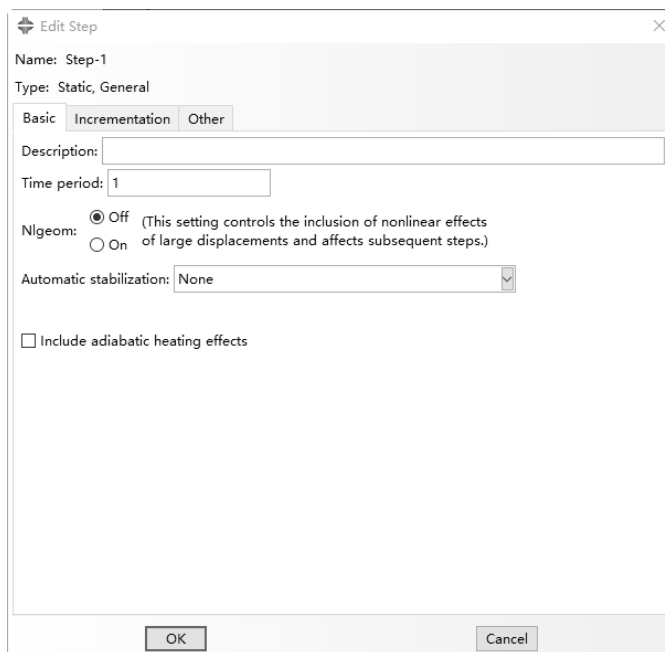 Edit Step
Name: Step-1
Type: Static, General
Basic Incrementation Other
Description:
Time period: 1
Nlgeom:
Off
On
(This setting controls the inclusion of nonlinear effects
of large displacements and affects subsequent steps.)
Automatic stabilization: None
Include adiabatic heating effects
OK Cancel